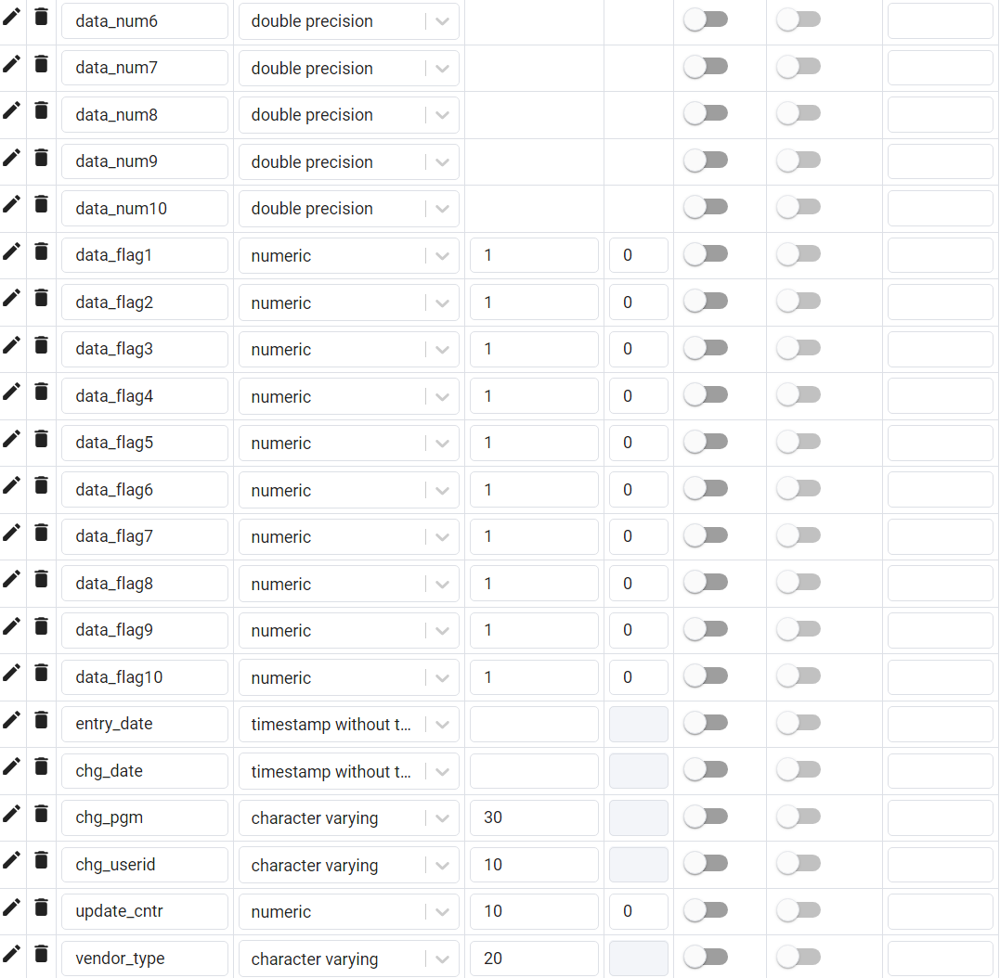 data_num6 double precision
data_num7 double precision
data_num8 double precision
data_num9 double precision
data_num10 double precision
data_flag1 numeric 1 0
data_flag2 numeric 1 0
data_flag3 numeric 1 0
data_flag4 numeric 1 0
data_flag5 numeric 1 0
data_flag6 numeric 1 0
data_flag7 numeric 1 0
data_flag8 numeric 1 0
data_flag9 numeric 1 0
data_flag10 numeric 1 0
entry_date timestamp without t...
chg_date timestamp without t...
chg_pgm character varying 30
chg_userid character varying 10
update_cntr numeric 10 0
vendor_type character varying 20